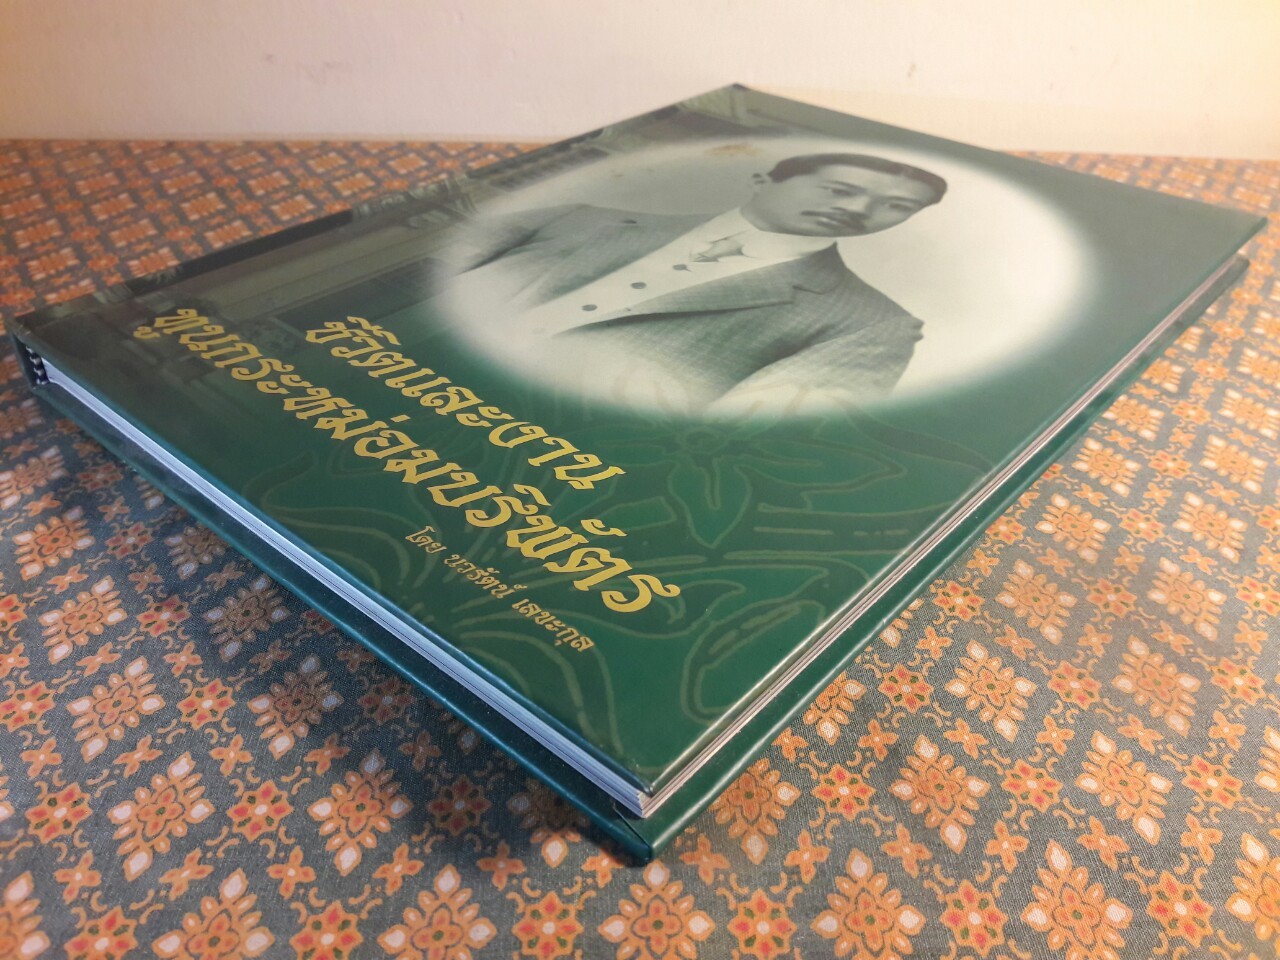 ชีวิตและงาน
ทูนกระหม่อมบริพัตร
โดย นวรัตน์ เลขะกุล